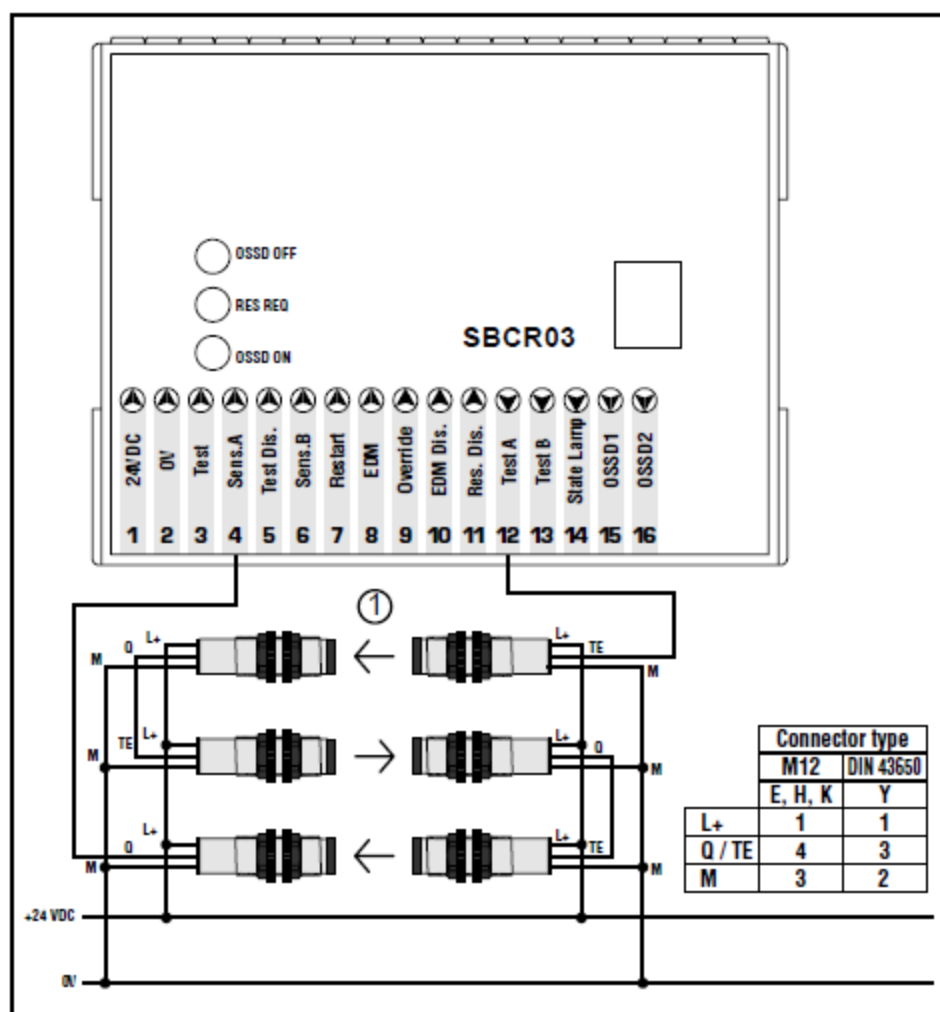 OSSD OFF
RES REQ
OSSD ON
SBCR03
24VDC
0V
Test
Sens.A
Test Dis.
Sens.B
Restart
EDM
Override
EDM Dis.
Res. Dis.
Test A
Test B
State Lamp
OSSD1
OSSD2
1 2 3 4 5 6 7 8 9 10 11 12 13 14 15 16
1
L+ L+
Q TE
M M
L+ L+
TE Q
M M
L+ L+
Q TE
M M
Connector type
M12 DIN 43650
E, H, K Y
L+ 1 1
Q / TE 4 3
M 3 2
+24 VDC
0V